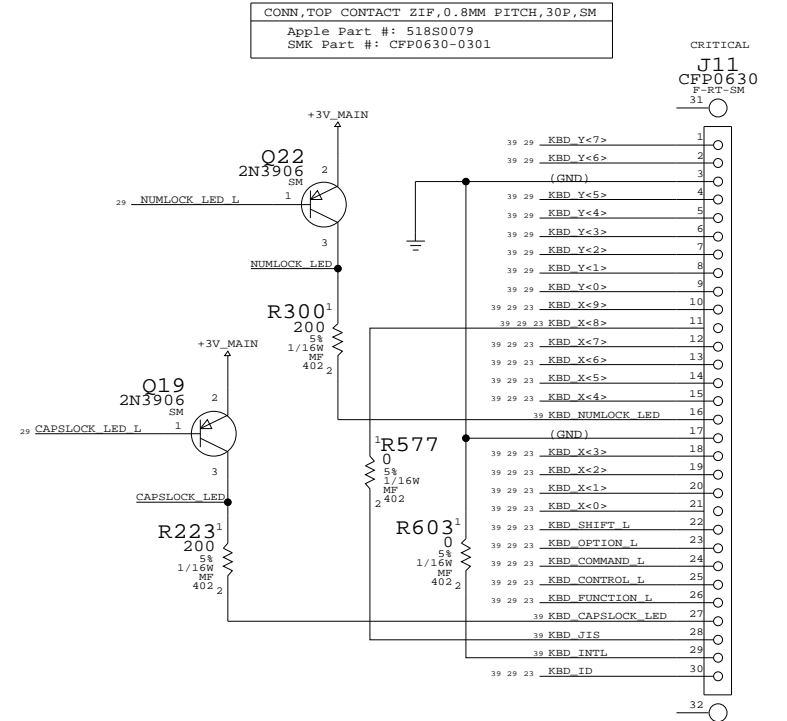 CONN,TOP CONTACT ZIF,0.8MM PITCH,30P,SM
Apple Part #: 518S0079
SMK Part #: CFP0630-0301
CRITICAL
J11
CFP0630
F-RT-SM
31
+3V_MAIN
Q22
2N3906
SM
2
1
3
29 NUMLOCK_LED_L
NUMLOCK_LED
R300
1
200
5%
1/16W
MF
402
2
+3V_MAIN
Q19
2N3906
SM
2
1
3
29 CAPSLOCK_LED_L
CAPSLOCK_LED
R223
1
200
5%
1/16W
MF
402
2
1
R577
0
5%
1/16W
MF
402
2
R603
1
0
5%
1/16W
MF
402
2
39 29 KBD_Y<7> 1
39 29 KBD_Y<6> 2
(GND) 3
39 29 KBD_Y<5> 4
39 29 KBD_Y<4> 5
39 29 KBD_Y<3> 6
39 29 KBD_Y<2> 7
39 29 KBD_Y<1> 8
39 29 KBD_Y<0> 9
39 29 23 KBD_X<9> 10
39 29 23 KBD_X<8> 11
39 29 23 KBD_X<7> 12
39 29 23 KBD_X<6> 13
39 29 23 KBD_X<5> 14
39 29 23 KBD_X<4> 15
39 KBD_NUMLOCK_LED 16
(GND) 17
39 29 23 KBD_X<3> 18
39 29 23 KBD_X<2> 19
39 29 23 KBD_X<1> 20
39 29 23 KBD_X<0> 21
39 29 23 KBD_SHIFT_L 22
39 29 23 KBD_OPTION_L 23
39 29 23 KBD_COMMAND_L 24
39 29 23 KBD_CONTROL_L 25
39 29 23 KBD_FUNCTION_L 26
39 KBD_CAPSLOCK_LED 27
39 KBD_JIS 28
39 KBD_INTL 29
39 29 23 KBD_ID 30
32